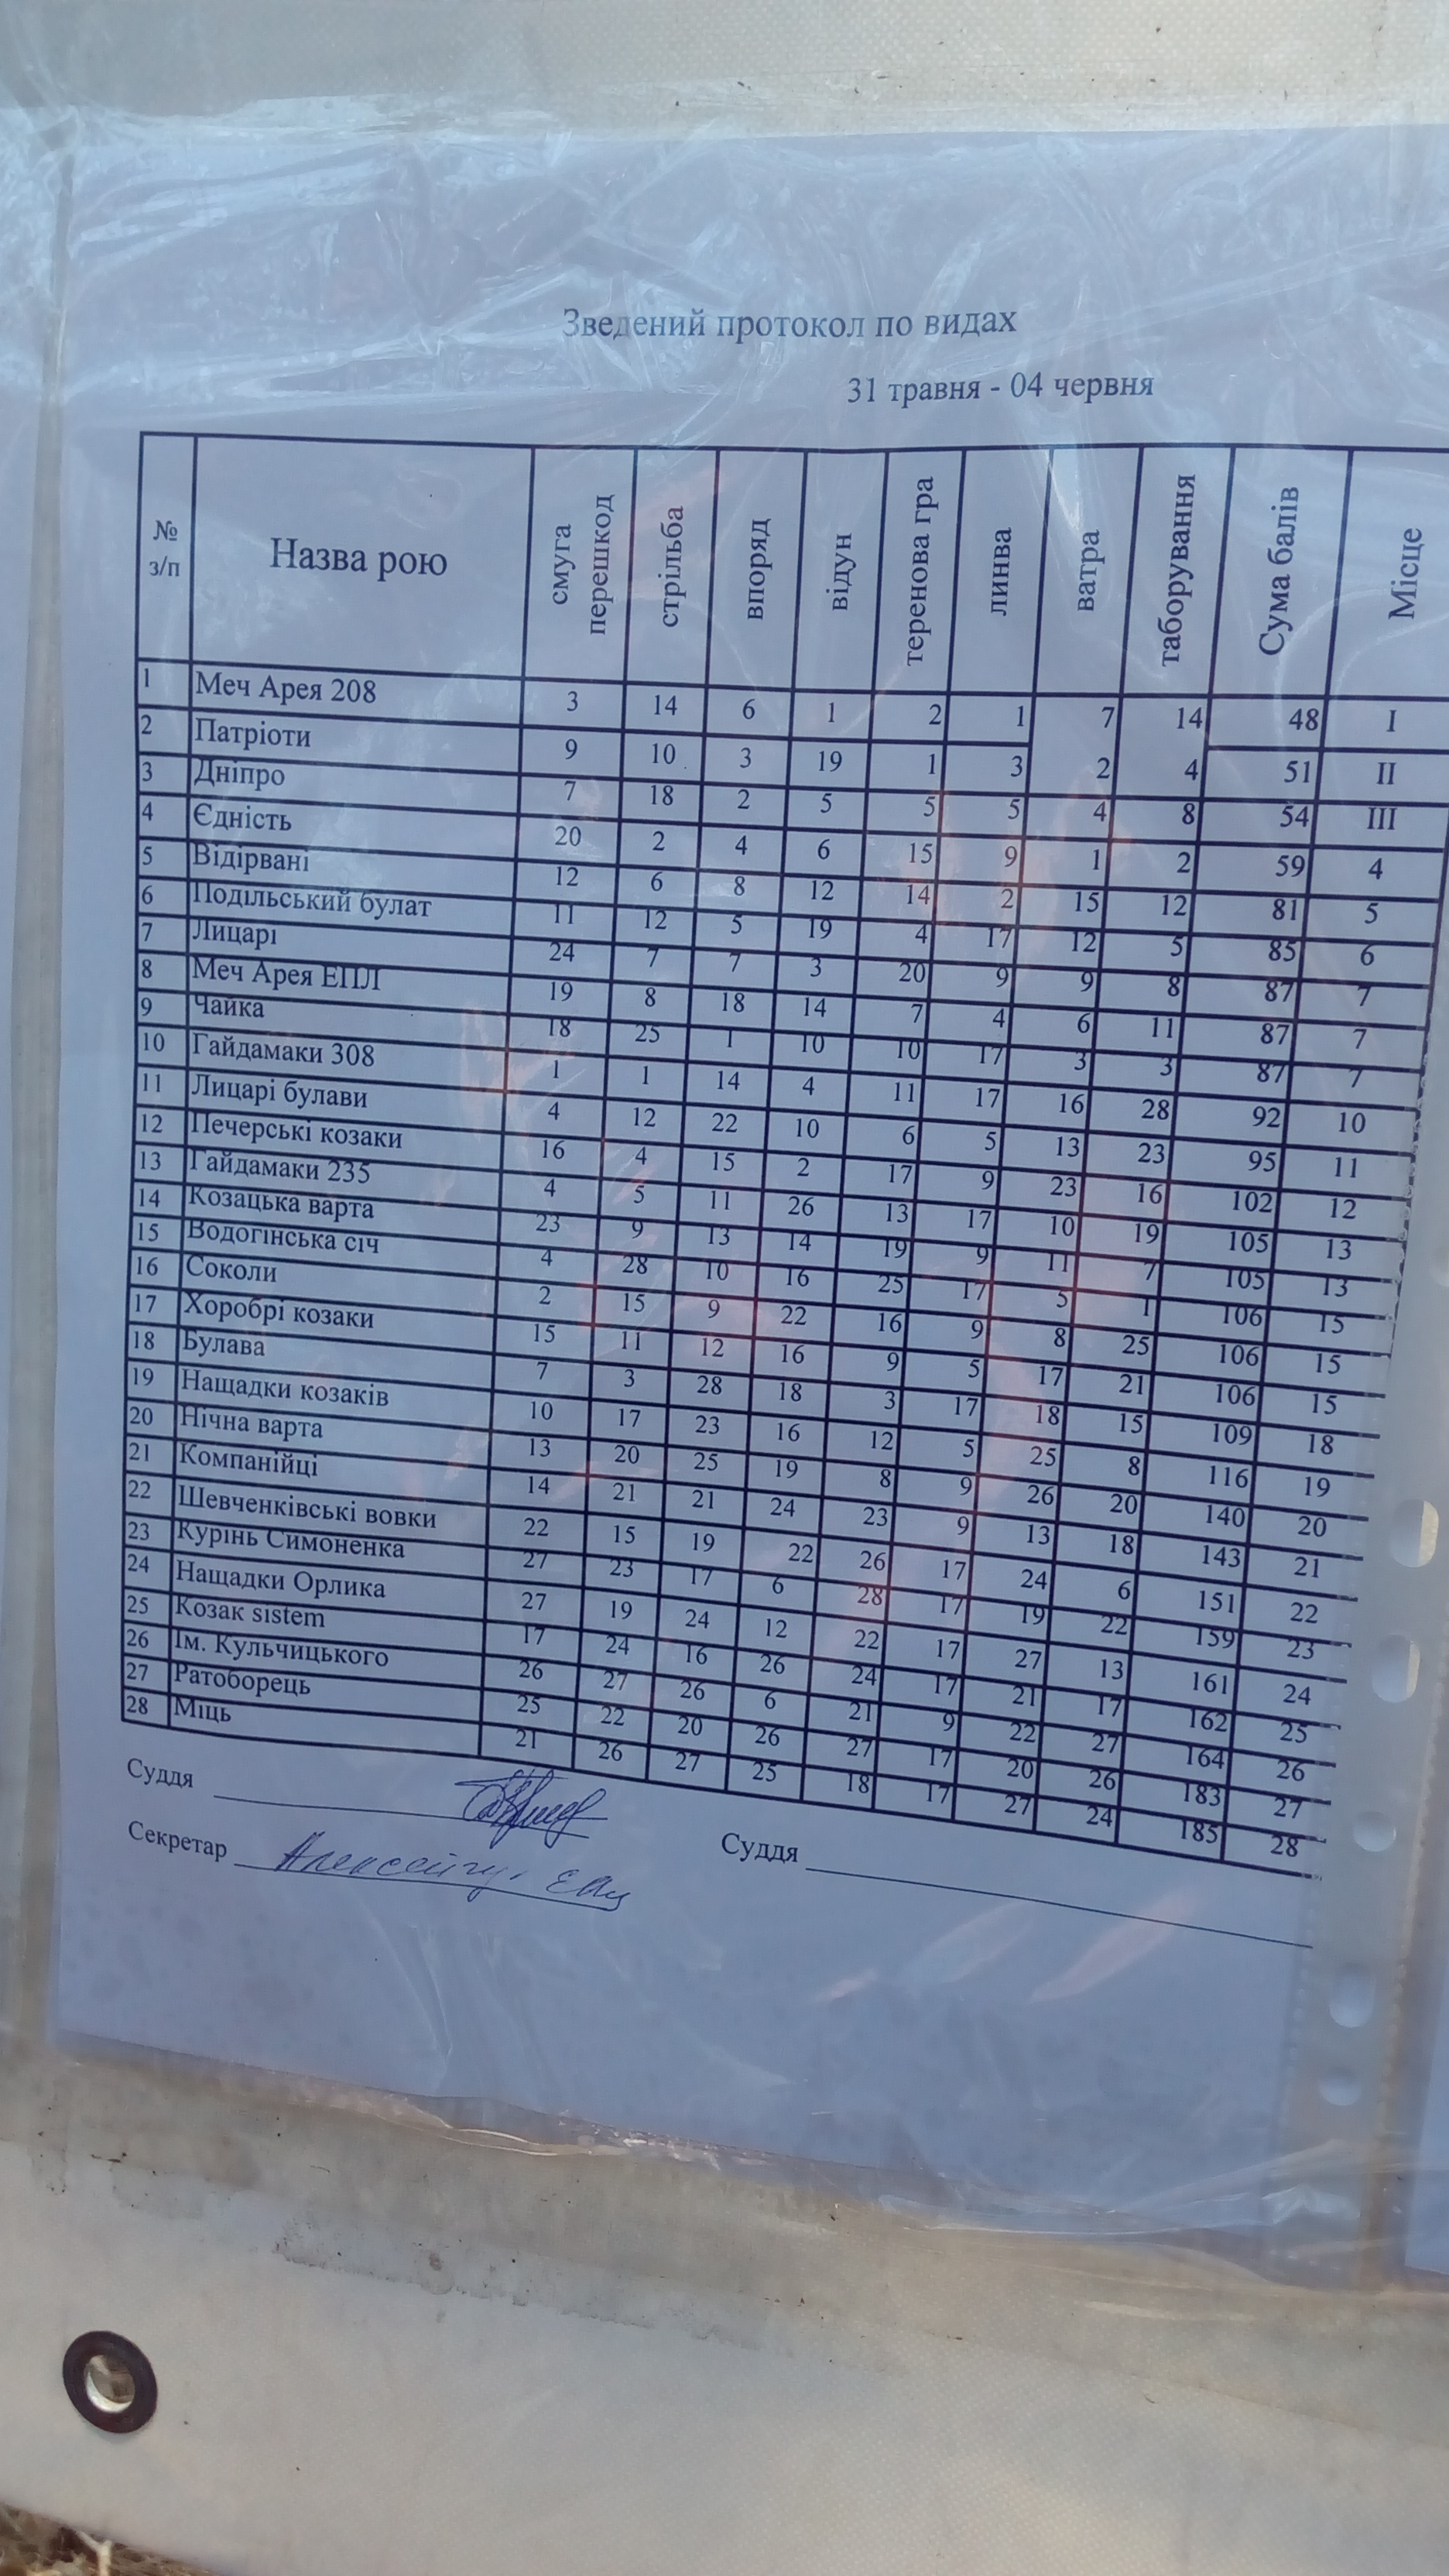 Зведений протокол по видах
31 травня - 04 червня
№ з/п Назва рою смуга перешкод стрільба впоряд відун теренова гра линва ватра таборування Сума балів Місце
1 Меч Арея 208 3 14 6 1 2 1 7 14 48 I
2 Патріоти 9 10 3 19 1 3 2 4 51 II
3 Дніпро 7 18 2 5 5 5 4 8 54 III
4 Єдність 20 2 4 6 15 9 1 2 59 4
5 Відірвані 12 6 8 12 14 2 15 12 81 5
6 Подільський булат 11 12 5 19 4 17 12 5 85 6
7 Лицарі 24 7 7 3 20 9 9 8 87 7
8 Меч Арея ЕПЛ 19 8 18 14 7 4 6 11 87 7
9 Чайка 18 25 1 10 10 17 3 3 87 7
10 Гайдамаки 308 1 1 14 4 11 17 16 28 92 10
11 Лицарі булави 4 12 22 10 6 5 13 23 95 11
12 Печерські козаки 16 4 15 2 17 9 23 16 102 12
13 Гайдамаки 235 4 5 11 26 13 17 10 19 105 13
14 Козацька варта 23 9 13 14 19 9 11 7 105 13
15 Водогінська січ 4 28 10 16 25 17 5 1 106 15
16 Соколи 2 15 9 22 16 9 8 25 106 15
17 Хоробрі козаки 15 11 12 16 9 5 17 21 106 15
18 Булава 7 3 28 18 3 17 18 15 109 18
19 Нащадки козаків 10 17 23 16 12 5 25 8 116 19
20 Нічна варта 13 20 25 19 8 9 26 20 140 20
21 Компанійці 14 21 21 24 23 9 13 18 143 21
22 Шевченківські вовки 22 15 19 22 26 17 24 6 151 22
23 Курінь Симоненка 27 23 17 6 28 17 19 22 159 23
24 Нащадки Орлика 27 19 24 12 22 17 27 13 161 24
25 Козак sistem 17 24 16 26 24 17 21 17 162 25
26 Ім. Кульчицького 26 27 26 6 21 9 22 27 164 26
27 Ратоборець 25 22 20 26 27 17 20 26 183 27
28 Міць 21 26 27 25 18 17 27 24 185 28
Суддя
Секретар
Суддя